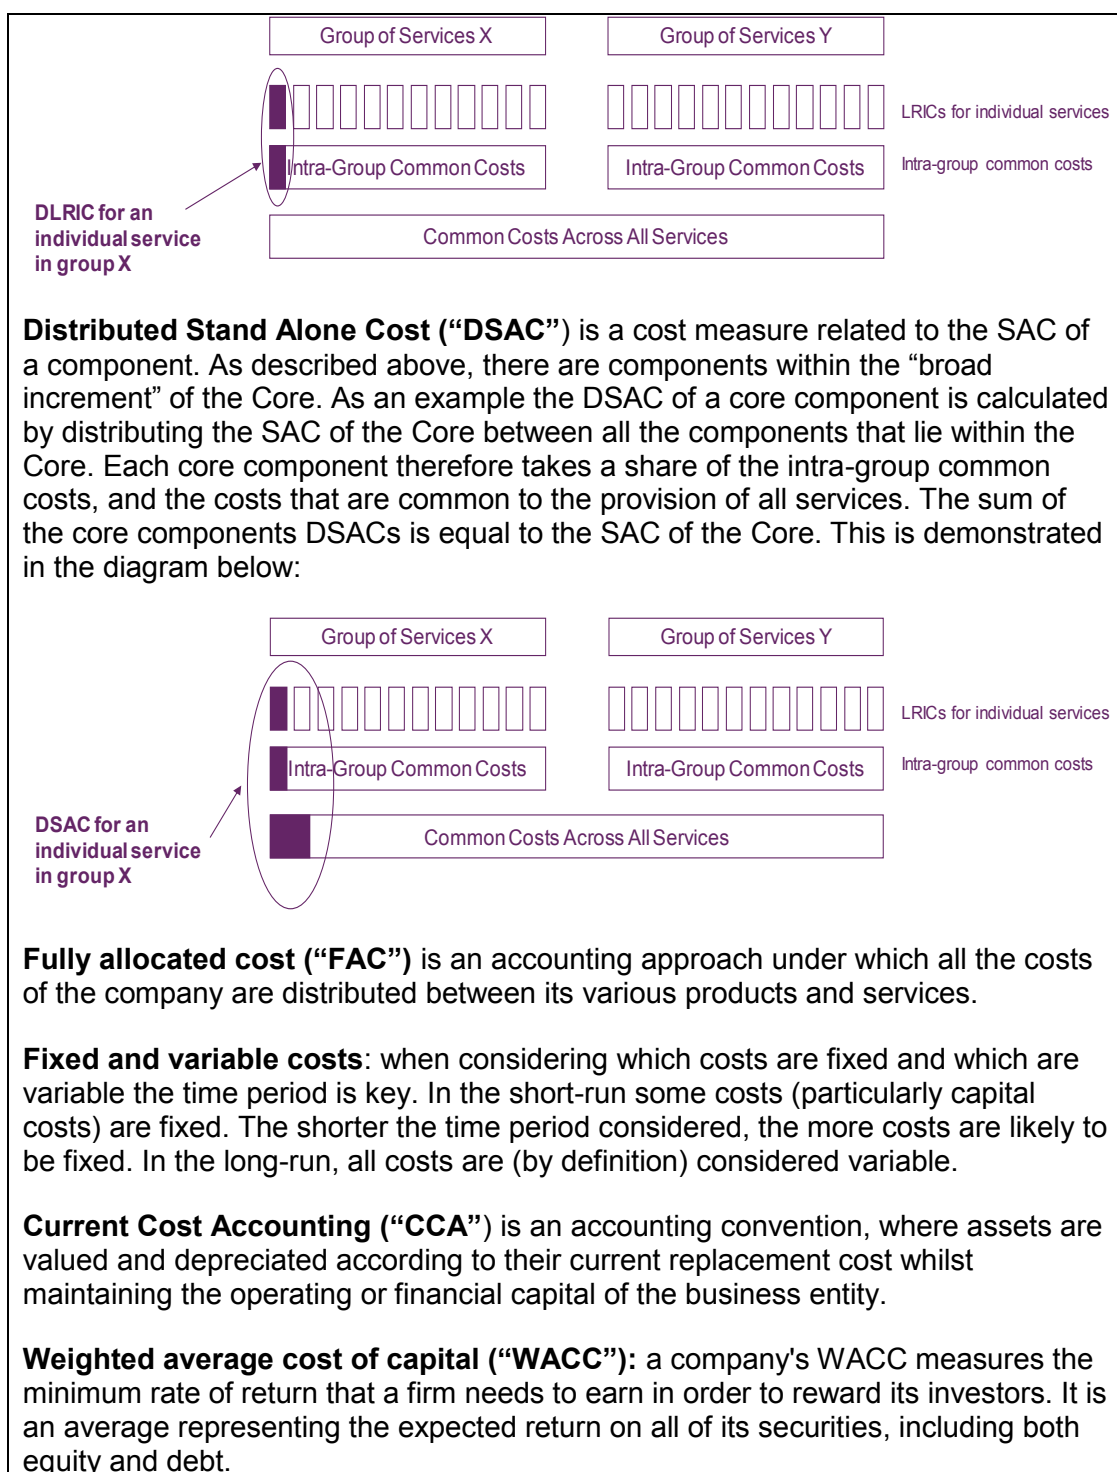 Group of Services X
Group of Services Y
LRICs for individual services
Intra-Group Common Costs
Intra-Group Common Costs
Intra-group common costs
DLRIC for an
individual service
in group X
Common Costs Across All Services
Distributed Stand Alone Cost (“DSAC”) is a cost measure related to the SAC of
a component. As described above, there are components within the “broad
increment” of the Core. As an example the DSAC of a core component is calculated
by distributing the SAC of the Core between all the components that lie within the
Core. Each core component therefore takes a share of the intra-group common
costs, and the costs that are common to the provision of all services. The sum of
the core components DSACs is equal to the SAC of the Core. This is demonstrated
in the diagram below:
Group of Services X
Group of Services Y
LRICs for individual services
Intra-Group Common Costs
Intra-Group Common Costs
Intra-group common costs
DSAC for an
individual service
in group X
Common Costs Across All Services
Fully allocated cost (“FAC”) is an accounting approach under which all the costs
of the company are distributed between its various products and services.
Fixed and variable costs: when considering which costs are fixed and which are
variable the time period is key. In the short-run some costs (particularly capital
costs) are fixed. The shorter the time period considered, the more costs are likely to
be fixed. In the long-run, all costs are (by definition) considered variable.
Current Cost Accounting (“CCA”) is an accounting convention, where assets are
valued and depreciated according to their current replacement cost whilst
maintaining the operating or financial capital of the business entity.
Weighted average cost of capital (“WACC”): a company's WACC measures the
minimum rate of return that a firm needs to earn in order to reward its investors. It is
an average representing the expected return on all of its securities, including both
equity and debt.